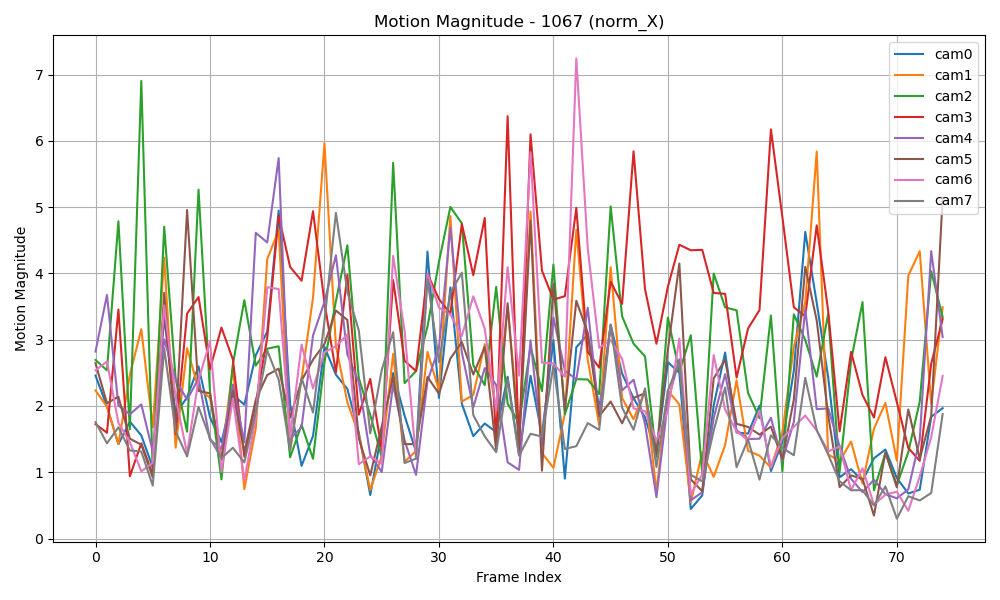 Motion Magnitude - 1067 (norm_X)
cam0
cam1
cam2
cam3
cam4
cam5
cam6
cam7
Motion Magnitude
7
6
5
4
3
2
1
0
0 10 20 30 40 50 60 70
Frame Index